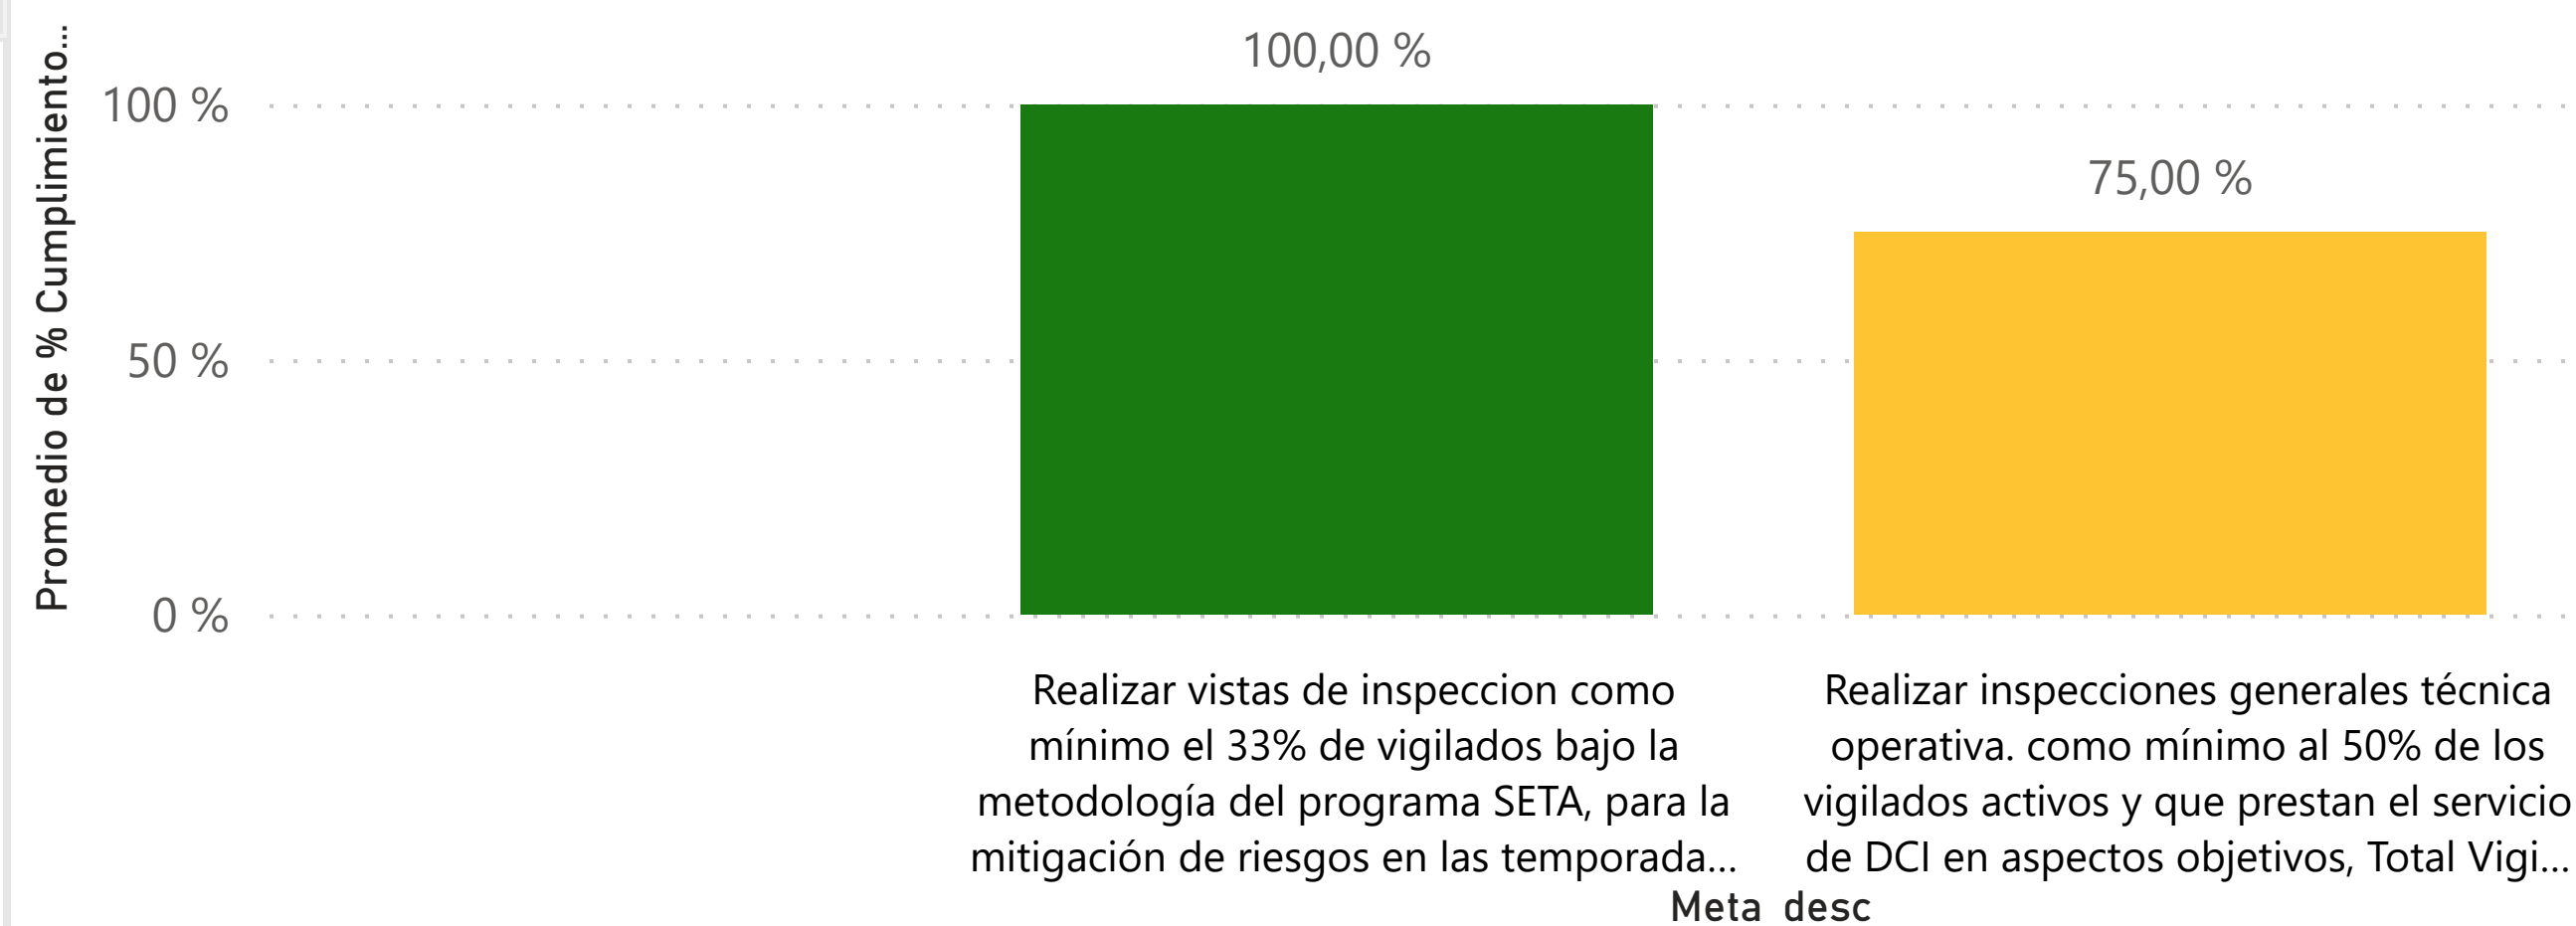 Promedio de % Cumplimiento...
100 %
50 %
0 %
100,00 %
75,00 %
Realizar vistas de inspeccion como
mínimo el 33% de vigilados bajo la
metodología del programa SETA, para la
mitigación de riesgos en las temporada...
Realizar inspecciones generales técnica
operativa. como mínimo al 50% de los
vigilados activos y que prestan el servicio
de DCI en aspectos objetivos, Total Vigi...
Meta desc